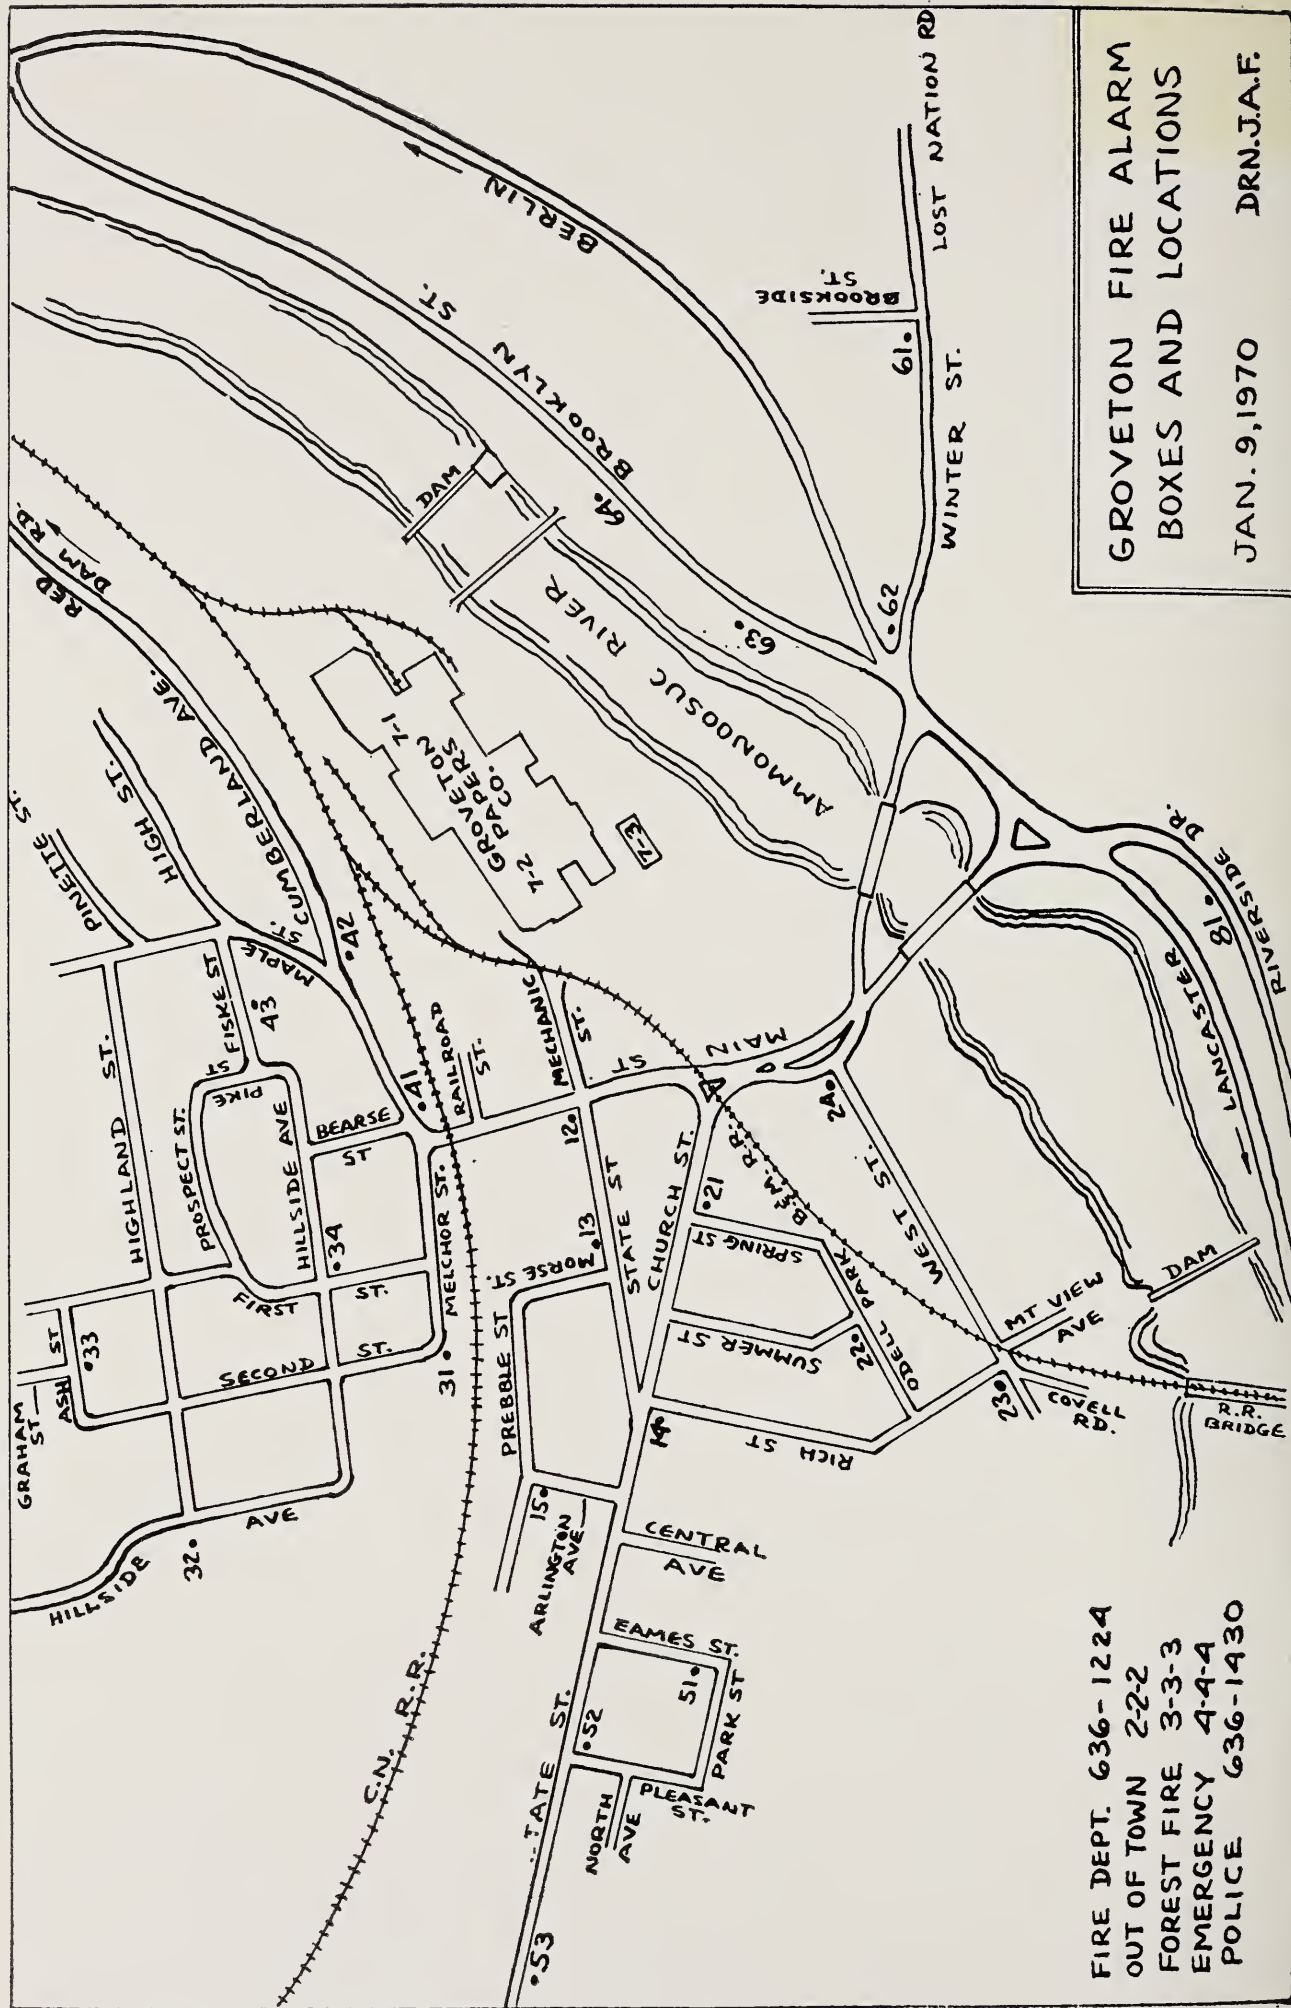 GROVETON FIRE ALARM
BOXES AND LOCATIONS
JAN. 9, 1970 DRN. J.A.F.
FIRE DEPT. 636-1224
OUT OF TOWN 2-2-2
FOREST FIRE 3-3-3
EMERGENCY 4-4-4
POLICE 636-1430
GRAHAM
ST
ASH ST
33
HILLSIDE AVE
32
HIGHLAND ST.
PINETTE ST.
HIGH ST.
RED DAM RD.
CUMBERLAND AVE.
MAPLE ST.
42
FISKE ST
43
PIKE ST
PROSPECT ST.
HILLSIDE AVE
34
BEARSE
ST
FIRST ST.
SECOND ST.
MELCHOR ST.
31
41
RAILROAD
ST.
MECHANIC ST.
C.N. R.R.
PREBBLE ST
MORSE ST.
13
12
STATE ST
CHURCH ST.
MAIN ST
15
ARLINGTON
AVE
14
21
SPRING ST
SUMMER ST
RICH ST
ODELL PARK
22
B.&M. R.R.
WEST ST.
24
23
COVELL
RD.
MT VIEW
AVE
CENTRAL
AVE
EAMES ST.
51
PARK ST
52
PLEASANT
ST.
NORTH
AVE
TATE ST.
53
GROVETON
PAPERS
CO.
7-1
7-2
7-3
AMMONOOSUC RIVER
DAM
BROOKLYN ST.
64
63
BERLIN
62
61
BROOKSIDE
ST.
WINTER ST.
LOST NATION RD
RIVERSIDE DR.
81
LANCASTER
DAM
R.R.
BRIDGE